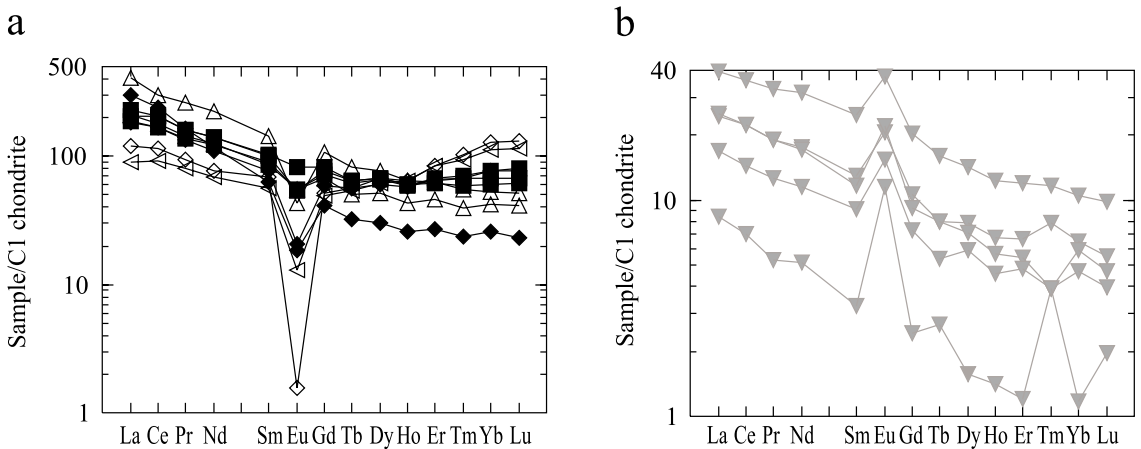 a
500
100
10
1
Sample/C1 chondrite
La Ce Pr Nd Sm Eu Gd Tb Dy Ho Er Tm Yb Lu
b
40
10
1
Sample/C1 chondrite
La Ce Pr Nd Sm Eu Gd Tb Dy Ho Er Tm Yb Lu